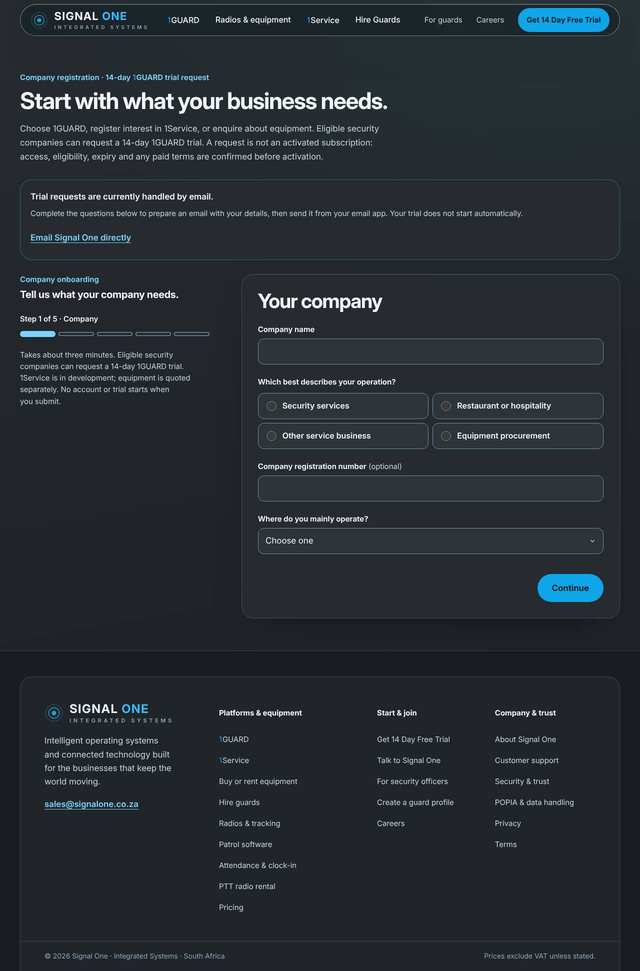 SIGNAL ONE
INTEGRATED SYSTEMS
1GUARD
Radios & equipment
1Service
Hire Guards
For guards
Careers
Get 14 Day Free Trial
Company registration · 14-day 1GUARD trial request
Start with what your business needs.
Choose 1GUARD, register interest in 1Service, or enquire about equipment. Eligible security
companies can request a 14-day 1GUARD trial. A request is not an activated subscription:
access, eligibility, expiry and any paid terms are confirmed before activation.
Trial requests are currently handled by email.
Complete the questions below to prepare an email with your details, then send it from your email app. Your trial does not start automatically.
Email Signal One directly
Company onboarding
Tell us what your company needs.
Step 1 of 5 · Company
Takes about three minutes. Eligible security
companies can request a 14-day 1GUARD trial.
1Service is in development; equipment is quoted
separately. No account or trial starts when
you submit.
Your company
Company name
Which best describes your operation?
Security services
Restaurant or hospitality
Other service business
Equipment procurement
Company registration number (optional)
Where do you mainly operate?
Choose one
Continue
SIGNAL ONE
INTEGRATED SYSTEMS
Intelligent operating systems
and connected technology built
for the businesses that keep the
world moving.
sales@signalone.co.za
Platforms & equipment
1GUARD
1Service
Buy or rent equipment
Hire guards
Radios & tracking
Patrol software
Attendance & clock-in
PTT radio rental
Pricing
Start & join
Get 14 Day Free Trial
Talk to Signal One
For security officers
Create a guard profile
Careers
Company & trust
About Signal One
Customer support
Security & trust
POPIA & data handling
Privacy
Terms
© 2026 Signal One · Integrated Systems · South Africa
Prices exclude VAT unless stated.